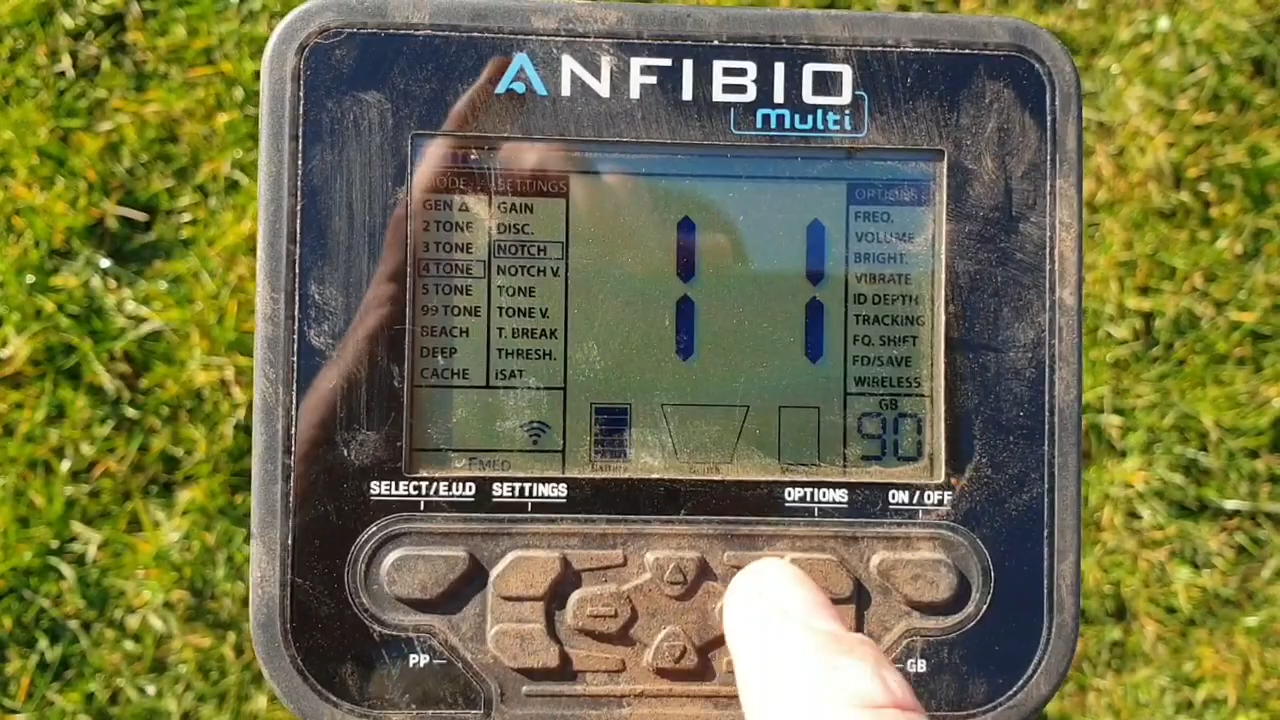 ANFIBIO
Multi
MODE
SETTINGS
GEN
2 TONE
3 TONE
4 TONE
5 TONE
99 TONE
BEACH
DEEP
CACHE
GAIN
DISC.
NOTCH
NOTCH V.
TONE
TONE V.
T. BREAK
THRESH.
iSAT
11
OPTIONS
FREQ.
VOLUME
BRIGHT.
VIBRATE
ID DEPTH
TRACKING
FQ. SHIFT
FD/SAVE
WIRELESS
GB
90
SELECT/E.U.D
SETTINGS
OPTIONS
ON / OFF
PP
GB